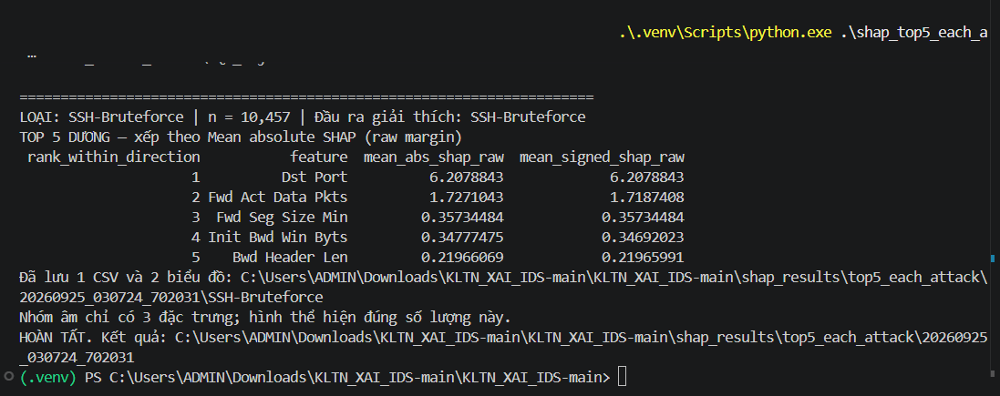 .\.venv\Scripts\python.exe .\shap_top5_each_a
…
======================================================================
LOẠI: SSH-Bruteforce | n = 10,457 | Đầu ra giải thích: SSH-Bruteforce
TOP 5 DƯƠNG — xếp theo Mean absolute SHAP (raw margin)
rank_within_direction feature mean_abs_shap_raw mean_signed_shap_raw
1 Dst Port 6.2078843 6.2078843
2 Fwd Act Data Pkts 1.7271043 1.7187408
3 Fwd Seg Size Min 0.35734484 0.35734484
4 Init Bwd Win Byts 0.34777475 0.34692023
5 Bwd Header Len 0.21966069 0.21965991
Đã lưu 1 CSV và 2 biểu đồ: C:\Users\ADMIN\Downloads\KLTN_XAI_IDS-main\KLTN_XAI_IDS-main\shap_results\top5_each_attack\
20260925_030724_702031\SSH-Bruteforce
Nhóm âm chỉ có 3 đặc trưng; hình thể hiện đúng số lượng này.
HOÀN TẤT. Kết quả: C:\Users\ADMIN\Downloads\KLTN_XAI_IDS-main\KLTN_XAI_IDS-main\shap_results\top5_each_attack\20260925
_030724_702031
(.venv) PS C:\Users\ADMIN\Downloads\KLTN_XAI_IDS-main\KLTN_XAI_IDS-main>